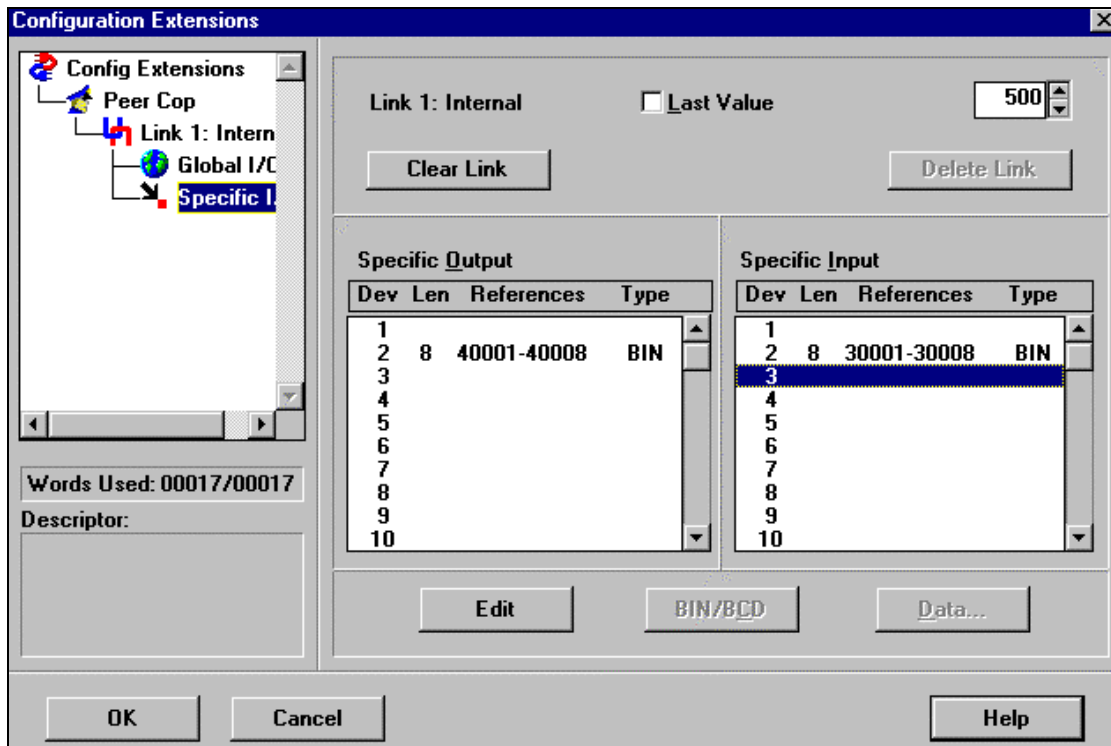 Configuration Extensions
Config Extensions
Peer Cop
Link 1: Intern
Global I/C
Specific I.
Words Used: 00017/00017
Descriptor:
Link 1: Internal
Last Value
500
Clear Link
Delete Link
Specific Output
Dev Len References Type
1
2 8 40001-40008 BIN
3
4
5
6
7
8
9
10
Specific Input
Dev Len References Type
1
2 8 30001-30008 BIN
3
4
5
6
7
8
9
10
Edit
BIN/BCD
Data...
OK
Cancel
Help